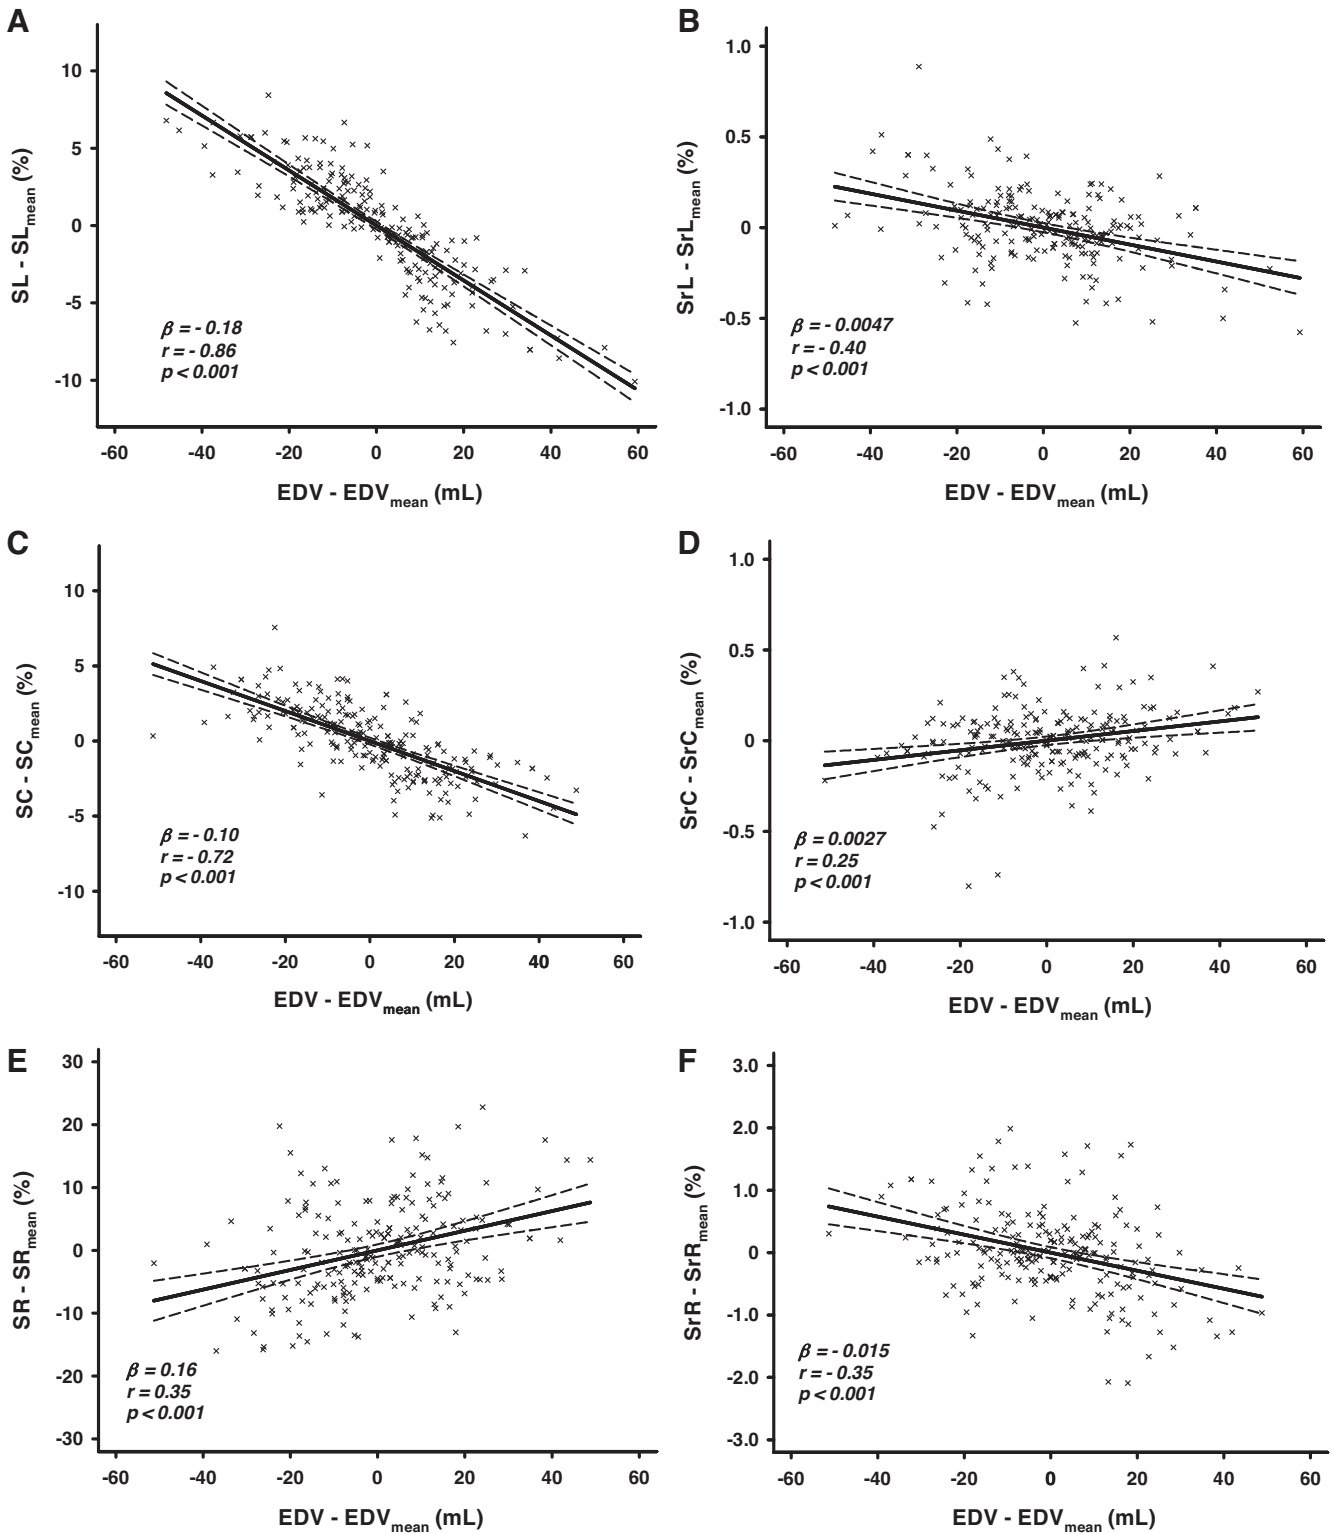 A
10
5
0
-5
-10
SL - SLmean (%)
β = - 0.18
r = - 0.86
p < 0.001
-60 -40 -20 0 20 40 60
EDV - EDVmean (mL)
B
1.0
0.5
0
-0.5
-1.0
SrL - SrLmean (%)
β = - 0.0047
r = - 0.40
p < 0.001
-60 -40 -20 0 20 40 60
EDV - EDVmean (mL)
C
10
5
0
-5
-10
SC - SCmean (%)
β = - 0.10
r = - 0.72
p < 0.001
-60 -40 -20 0 20 40 60
EDV - EDVmean (mL)
D
1.0
0.5
0
-0.5
-1.0
SrC - SrCmean (%)
β = 0.0027
r = 0.25
p < 0.001
-60 -40 -20 0 20 40 60
EDV - EDVmean (mL)
E
30
20
10
0
-10
-20
-30
SR - SRmean (%)
β = 0.16
r = 0.35
p < 0.001
-60 -40 -20 0 20 40 60
EDV - EDVmean (mL)
F
3.0
2.0
1.0
0
-1.0
-2.0
-3.0
SrR - SrRmean (%)
β = - 0.015
r = - 0.35
p < 0.001
-60 -40 -20 0 20 40 60
EDV - EDVmean (mL)